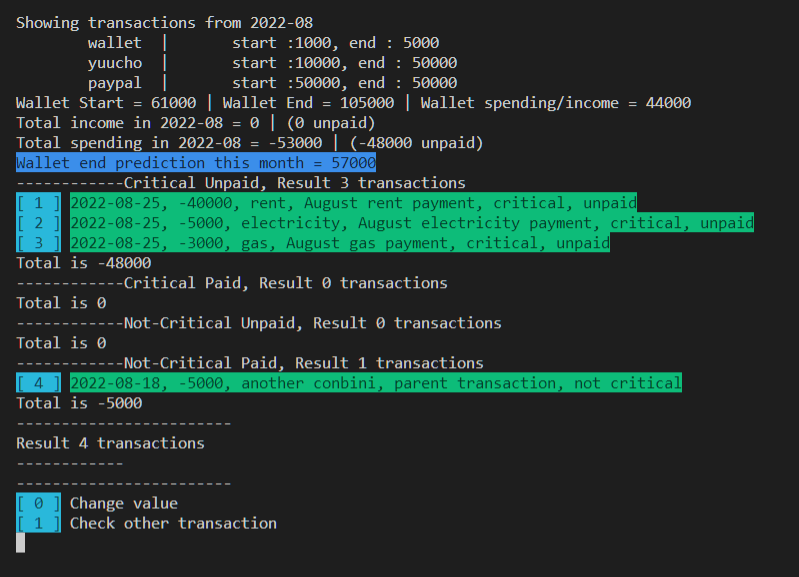 Showing transactions from 2022-08
wallet | start :1000, end : 5000
yuucho | start :10000, end : 50000
paypal | start :50000, end : 50000
Wallet Start = 61000 | Wallet End = 105000 | Wallet spending/income = 44000
Total income in 2022-08 = 0 | (0 unpaid)
Total spending in 2022-08 = -53000 | (-48000 unpaid)
Wallet end prediction this month = 57000
------------Critical Unpaid, Result 3 transactions
[ 1 ] 2022-08-25, -40000, rent, August rent payment, critical, unpaid
[ 2 ] 2022-08-25, -5000, electricity, August electricity payment, critical, unpaid
[ 3 ] 2022-08-25, -3000, gas, August gas payment, critical, unpaid
Total is -48000
------------Critical Paid, Result 0 transactions
Total is 0
------------Not-Critical Unpaid, Result 0 transactions
Total is 0
------------Not-Critical Paid, Result 1 transactions
[ 4 ] 2022-08-18, -5000, another conbini, parent transaction, not critical
Total is -5000
------------------------
Result 4 transactions
------------
------------------------
[ 0 ] Change value
[ 1 ] Check other transaction